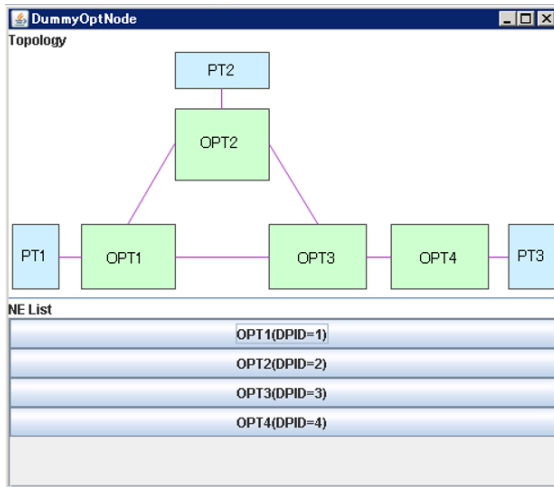 DummyOptNode
Topology
PT2
OPT2
PT1 OPT1 OPT3 OPT4 PT3
NE List
OPT1(DPID=1)
OPT2(DPID=2)
OPT3(DPID=3)
OPT4(DPID=4)